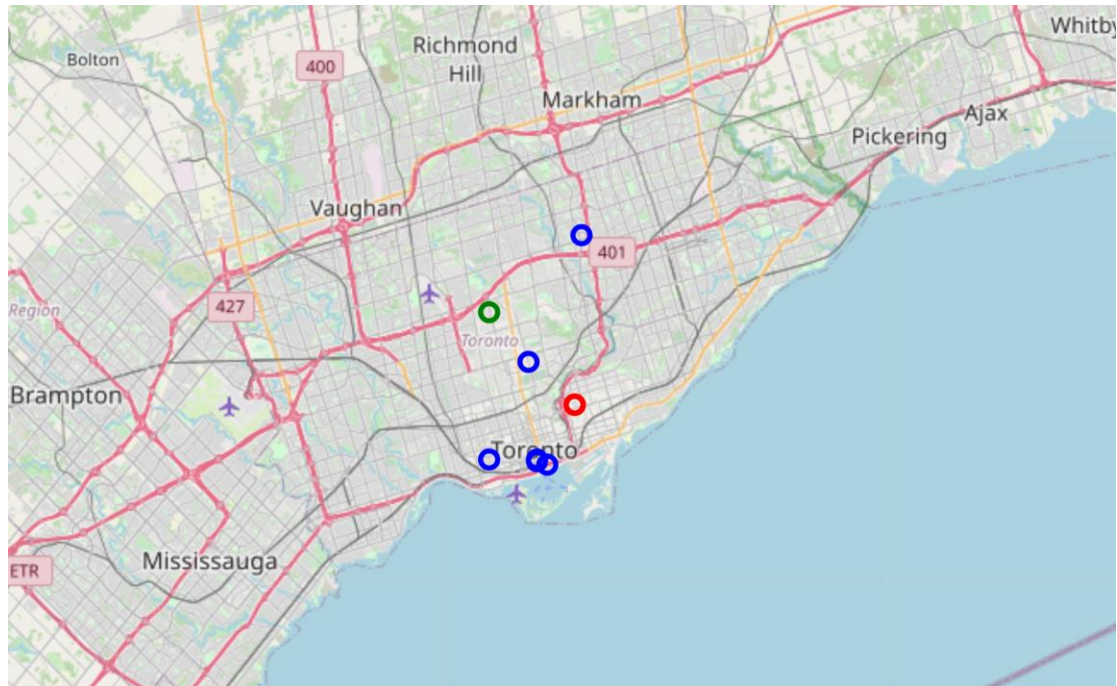 Whitby
Bolton
Richmond
Hill
400
Markham
Ajax
Pickering
Vaughan
401
427
Region
Toronto
Brampton
Toronto
Mississauga
ETR